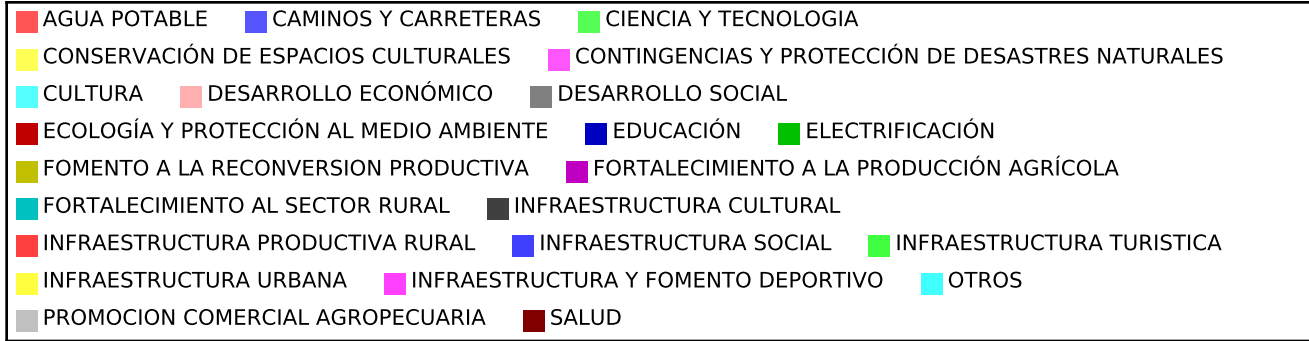 AGUA POTABLE CAMINOS Y CARRETERAS CIENCIA Y TECNOLOGIA
CONSERVACIÓN DE ESPACIOS CULTURALES CONTINGENCIAS Y PROTECCIÓN DE DESASTRES NATURALES
CULTURA DESARROLLO ECONÓMICO DESARROLLO SOCIAL
ECOLOGÍA Y PROTECCIÓN AL MEDIO AMBIENTE EDUCACIÓN ELECTRIFICACIÓN
FOMENTO A LA RECONVERSION PRODUCTIVA FORTALECIMIENTO A LA PRODUCCIÓN AGRÍCOLA
FORTALECIMIENTO AL SECTOR RURAL INFRAESTRUCTURA CULTURAL
INFRAESTRUCTURA PRODUCTIVA RURAL INFRAESTRUCTURA SOCIAL INFRAESTRUCTURA TURISTICA
INFRAESTRUCTURA URBANA INFRAESTRUCTURA Y FOMENTO DEPORTIVO OTROS
PROMOCION COMERCIAL AGROPECUARIA SALUD